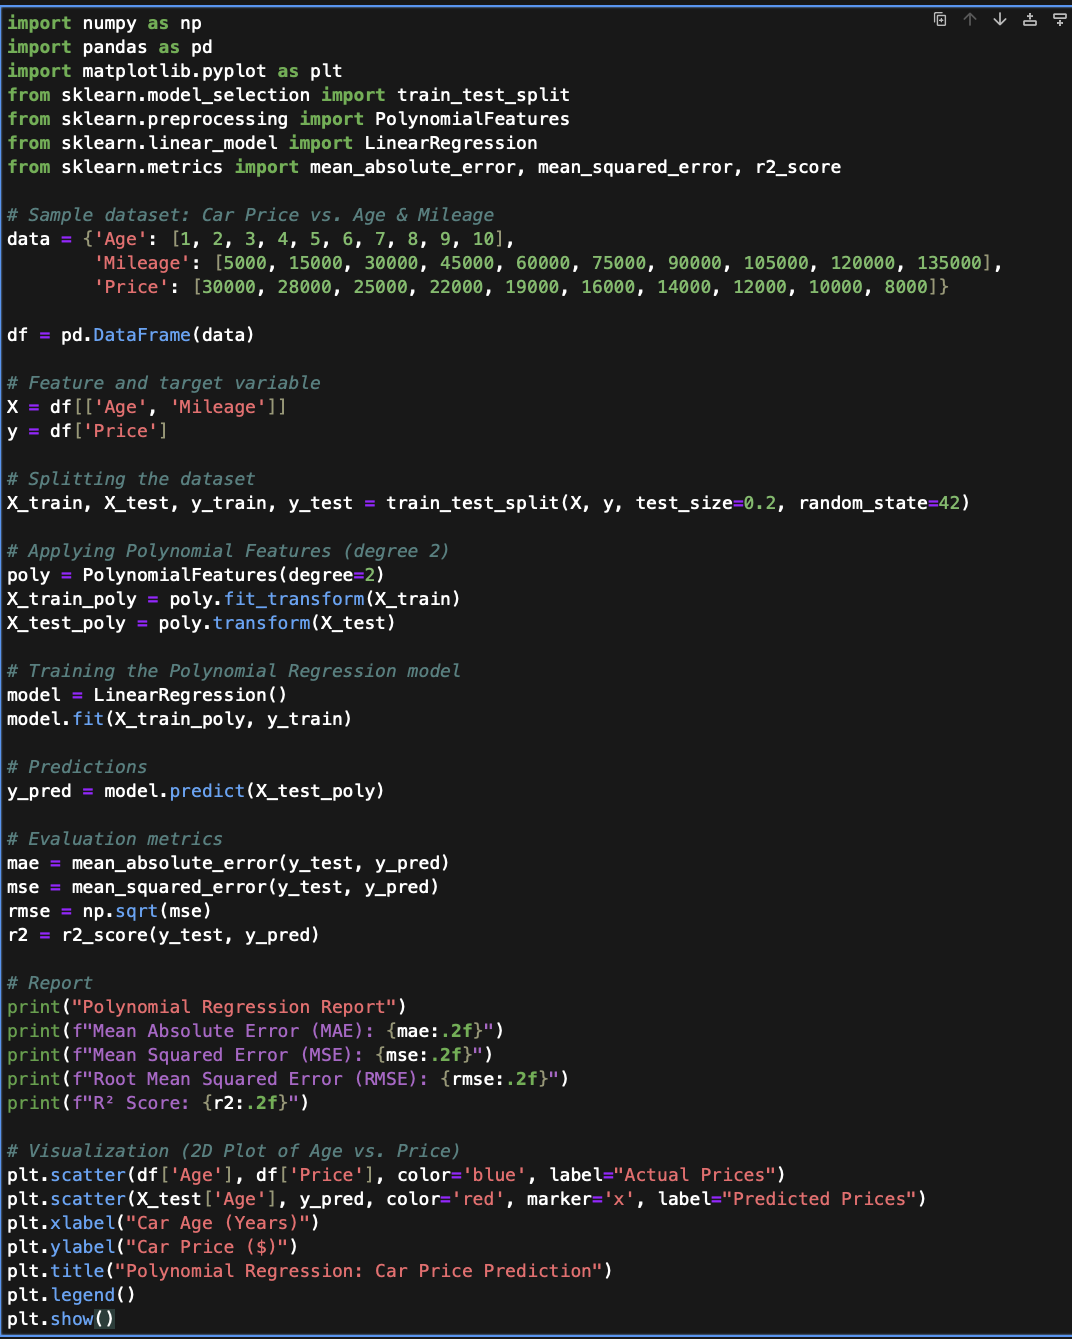 import numpy as np
import pandas as pd
import matplotlib.pyplot as plt
from sklearn.model_selection import train_test_split
from sklearn.preprocessing import PolynomialFeatures
from sklearn.linear_model import LinearRegression
from sklearn.metrics import mean_absolute_error, mean_squared_error, r2_score

# Sample dataset: Car Price vs. Age & Mileage
data = {'Age': [1, 2, 3, 4, 5, 6, 7, 8, 9, 10],
        'Mileage': [5000, 15000, 30000, 45000, 60000, 75000, 90000, 105000, 120000, 135000],
        'Price': [30000, 28000, 25000, 22000, 19000, 16000, 14000, 12000, 10000, 8000]}

df = pd.DataFrame(data)

# Feature and target variable
X = df[['Age', 'Mileage']]
y = df['Price']

# Splitting the dataset
X_train, X_test, y_train, y_test = train_test_split(X, y, test_size=0.2, random_state=42)

# Applying Polynomial Features (degree 2)
poly = PolynomialFeatures(degree=2)
X_train_poly = poly.fit_transform(X_train)
X_test_poly = poly.transform(X_test)

# Training the Polynomial Regression model
model = LinearRegression()
model.fit(X_train_poly, y_train)

# Predictions
y_pred = model.predict(X_test_poly)

# Evaluation metrics
mae = mean_absolute_error(y_test, y_pred)
mse = mean_squared_error(y_test, y_pred)
rmse = np.sqrt(mse)
r2 = r2_score(y_test, y_pred)

# Report
print("Polynomial Regression Report")
print(f"Mean Absolute Error (MAE): {mae:.2f}")
print(f"Mean Squared Error (MSE): {mse:.2f}")
print(f"Root Mean Squared Error (RMSE): {rmse:.2f}")
print(f"R² Score: {r2:.2f}")

# Visualization (2D Plot of Age vs. Price)
plt.scatter(df['Age'], df['Price'], color='blue', label="Actual Prices")
plt.scatter(X_test['Age'], y_pred, color='red', marker='x', label="Predicted Prices")
plt.xlabel("Car Age (Years)")
plt.ylabel("Car Price ($)")
plt.title("Polynomial Regression: Car Price Prediction")
plt.legend()
plt.show()